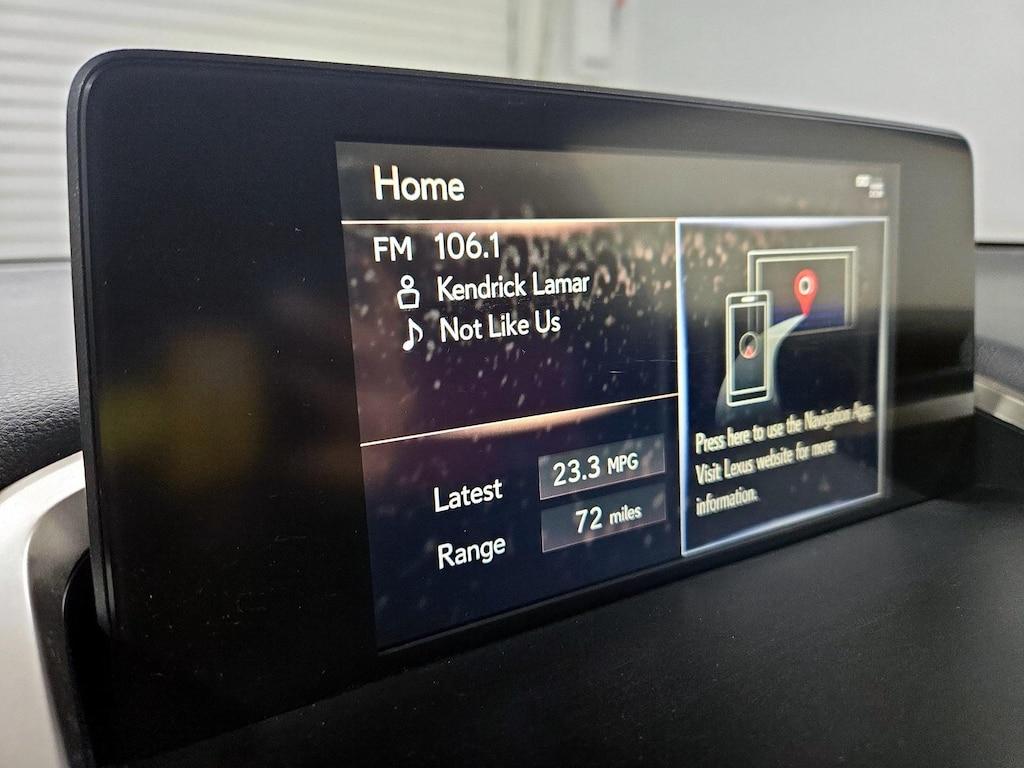 Home
FM 106.1
Kendrick Lamar
Not Like Us
Latest 23.3 MPG
Range 72 miles
Press here to use the Navigation App.
Visit Lexus website for more
information.